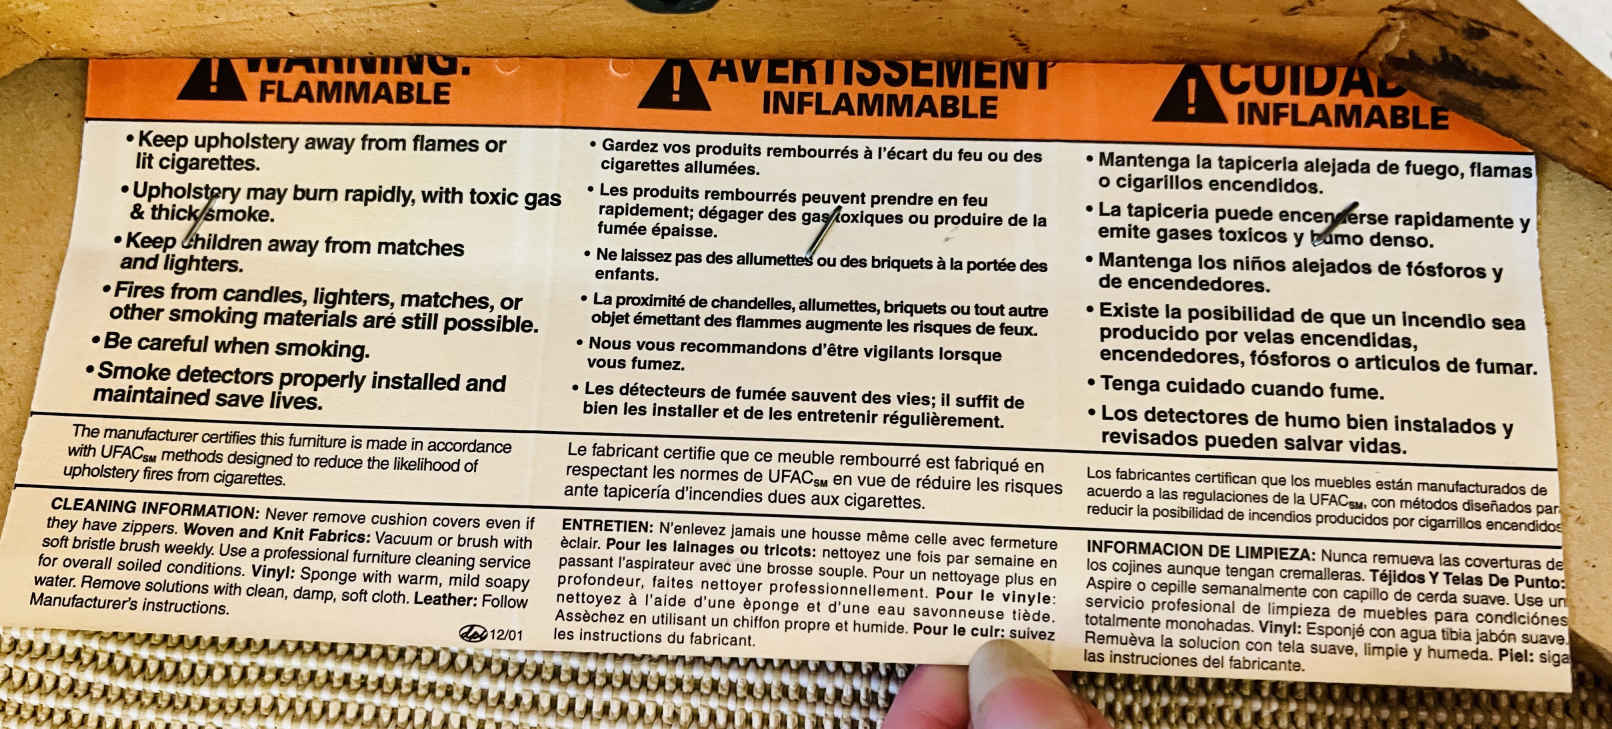 WARNING:
FLAMMABLE
• Keep upholstery away from flames or
lit cigarettes.
• Upholstery may burn rapidly, with toxic gas
& thick smoke.
• Keep children away from matches
and lighters.
• Fires from candles, lighters, matches, or
other smoking materials are still possible.
• Be careful when smoking.
• Smoke detectors properly installed and
maintained save lives.
The manufacturer certifies this furniture is made in accordance
with UFACSM methods designed to reduce the likelihood of
upholstery fires from cigarettes.
CLEANING INFORMATION: Never remove cushion covers even if
they have zippers. Woven and Knit Fabrics: Vacuum or brush with
soft bristle brush weekly. Use a professional furniture cleaning service
for overall soiled conditions. Vinyl: Sponge with warm, mild soapy
water. Remove solutions with clean, damp, soft cloth. Leather: Follow
Manufacturer's instructions.
12/01
AVERTISSEMENT
INFLAMMABLE
• Gardez vos produits rembourrés à l'écart du feu ou des
cigarettes allumées.
• Les produits rembourrés peuvent prendre en feu
rapidement; dégager des gas toxiques ou produire de la
fumée épaisse.
• Ne laissez pas des allumettes ou des briquets à la portée des
enfants.
• La proximité de chandelles, allumettes, briquets ou tout autre
objet émettant des flammes augmente les risques de feux.
• Nous vous recommandons d'être vigilants lorsque
vous fumez.
• Les détecteurs de fumée sauvent des vies; il suffit de
bien les installer et de les entretenir régulièrement.
Le fabricant certifie que ce meuble rembourré est fabriqué en
respectant les normes de UFACSM en vue de réduire les risques
ante tapicería d'incendies dues aux cigarettes.
ENTRETIEN: N'enlevez jamais une housse même celle avec fermeture
èclair. Pour les lainages ou tricots: nettoyez une fois par semaine en
passant l'aspirateur avec une brosse souple. Pour un nettoyage plus en
profondeur, faites nettoyer professionnellement. Pour le vinyle:
nettoyez à l'aide d'une èponge et d'une eau savonneuse tiède.
Assèchez en utilisant un chiffon propre et humide. Pour le cuir: suivez
les instructions du fabricant.
CUIDAD
INFLAMABLE
• Mantenga la tapiceria alejada de fuego, flamas
o cigarillos encendidos.
• La tapiceria puede encenderse rapidamente y
emite gases toxicos y humo denso.
• Mantenga los niños alejados de fósforos y
de encendedores.
• Existe la posibilidad de que un incendio sea
producido por velas encendidas,
encendedores, fósforos o articulos de fumar.
• Tenga cuidado cuando fume.
• Los detectores de humo bien instalados y
revisados pueden salvar vidas.
Los fabricantes certifican que los muebles están manufacturados de
acuerdo a las regulaciones de la UFACSM, con métodos diseñados par
reducir la posibilidad de incendios producidos por cigarrillos encendidos
INFORMACION DE LIMPIEZA: Nunca remueva las coverturas de
los cojines aunque tengan cremalleras. Téjidos Y Telas De Punto:
Aspire o cepille semanalmente con capillo de cerda suave. Use un
servicio profesional de limpieza de muebles para condiciónes
totalmente monohadas. Vinyl: Esponjé con agua tibia jabón suave.
Remuèva la solucion con tela suave, limpie y humeda. Piel: siga
las instruciones del fabricante.